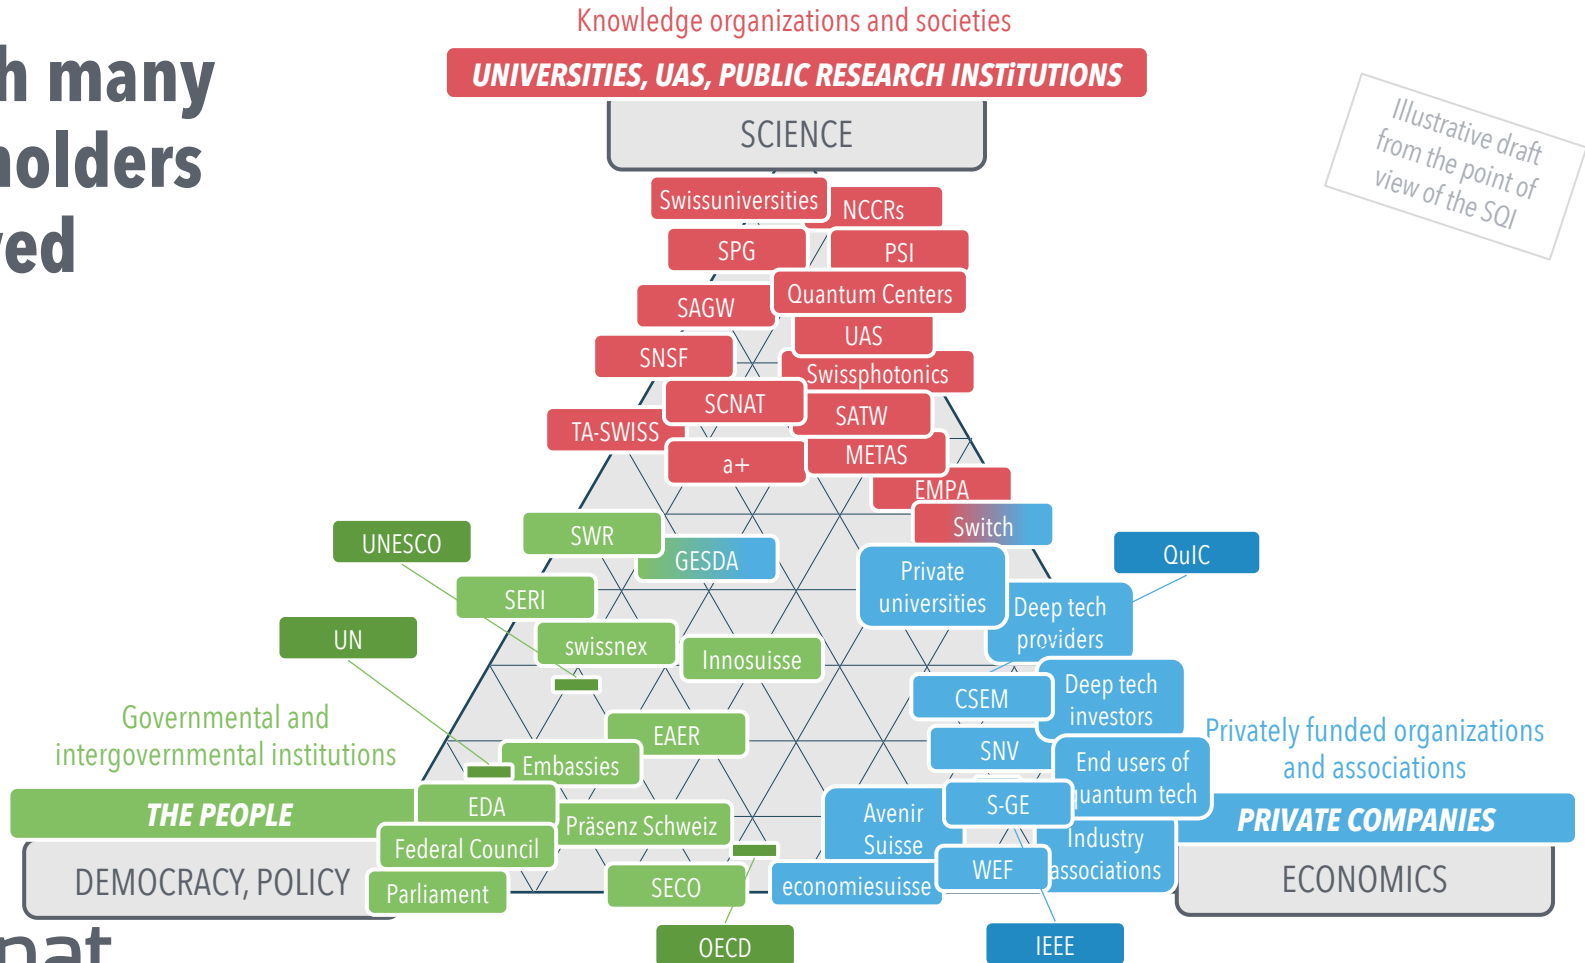 Knowledge organizations and societies
UNIVERSITIES, UAS, PUBLIC RESEARCH INSTiTUTIONS
SCIENCE
h many
holders
ved
Illustrative draft
from the point of
view of the SQI
Swissuniversities
NCCRs
SPG
PSI
Quantum Centers
SAGW
UAS
SNSF
Swissphotonics
SCNAT
SATW
TA-SWISS
METAS
a+
EMPA
Switch
SWR
UNESCO
GESDA
QuIC
Private
universities
SERI
Deep tech
providers
UN
swissnex
Innosuisse
CSEM
Deep tech
investors
Governmental and
intergovernmental institutions
EAER
SNV
Privately funded organizations
and associations
Embassies
End users of
uantum tech
THE PEOPLE
EDA
Präsenz Schweiz
Avenir
Suisse
S-GE
PRIVATE COMPANIES
Federal Council
Industry
associations
DEMOCRACY, POLICY
Parliament
SECO
economiesuisse
WEF
ECONOMICS
nat
OECD
IEEE